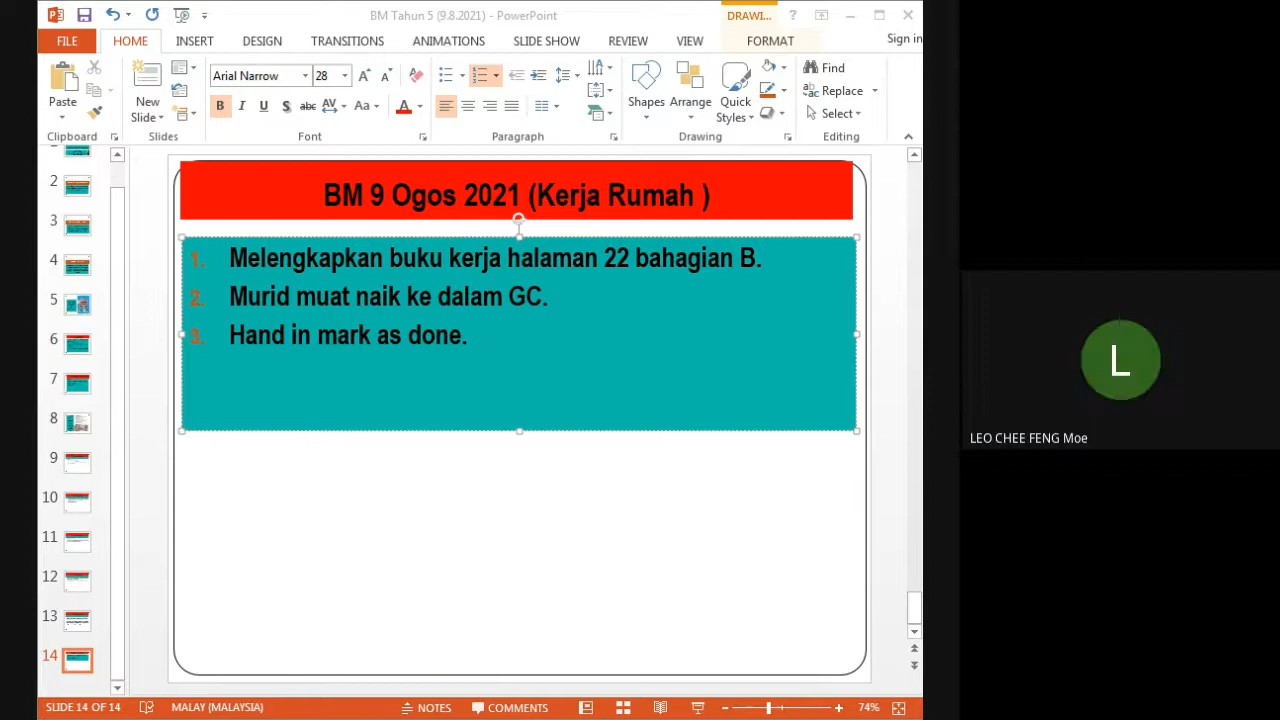 BM Tahun 5 (9.8.2021) - PowerPoint
DRAWI...
?
FILE
HOME
INSERT
DESIGN
TRANSITIONS
ANIMATIONS
SLIDE SHOW
REVIEW
VIEW
FORMAT
Sign in
Paste
Clipboard
New
Slide
Slides
Arial Narrow
28
B I U S abc AV Aa A
Font
Paragraph
Shapes
Arrange
Quick
Styles
Drawing
Find
Replace
Select
Editing
2
3
4
5
6
7
8
9
10
11
12
13
14
BM 9 Ogos 2021 (Kerja Rumah )
1. Melengkapkan buku kerja halaman 22 bahagian B.
2. Murid muat naik ke dalam GC.
3. Hand in mark as done.
L
LEO CHEE FENG Moe
SLIDE 14 OF 14
MALAY (MALAYSIA)
NOTES
COMMENTS
74%